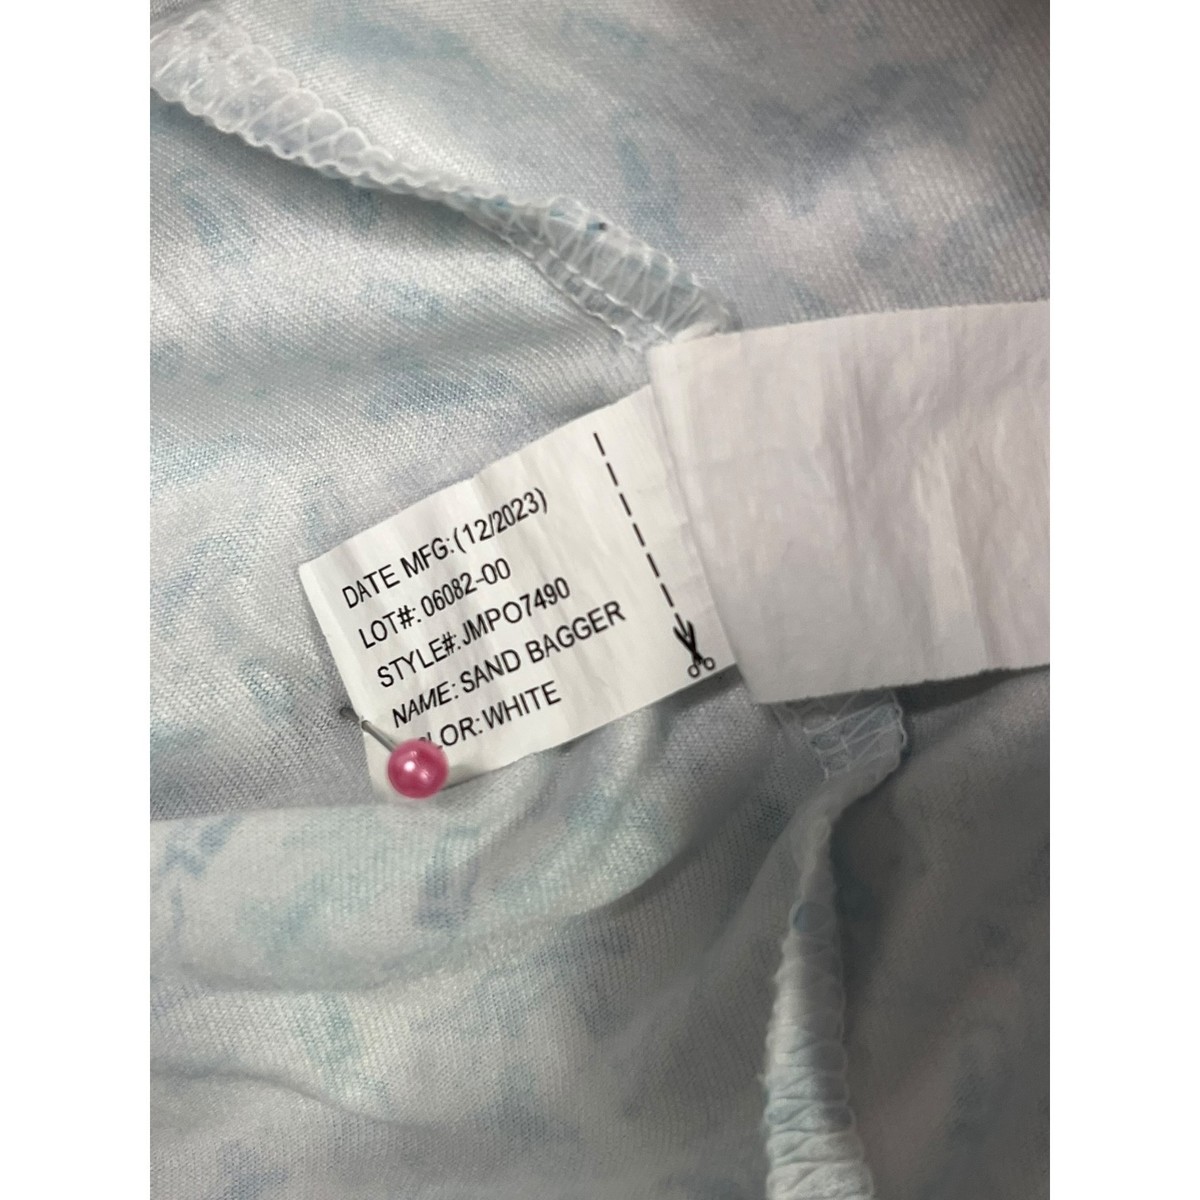 DATE MFG:(12/2023)
LOT#: 06082-00
STYLE#: JMPO7490
NAME: SAND BAGGER
LOR: WHITE